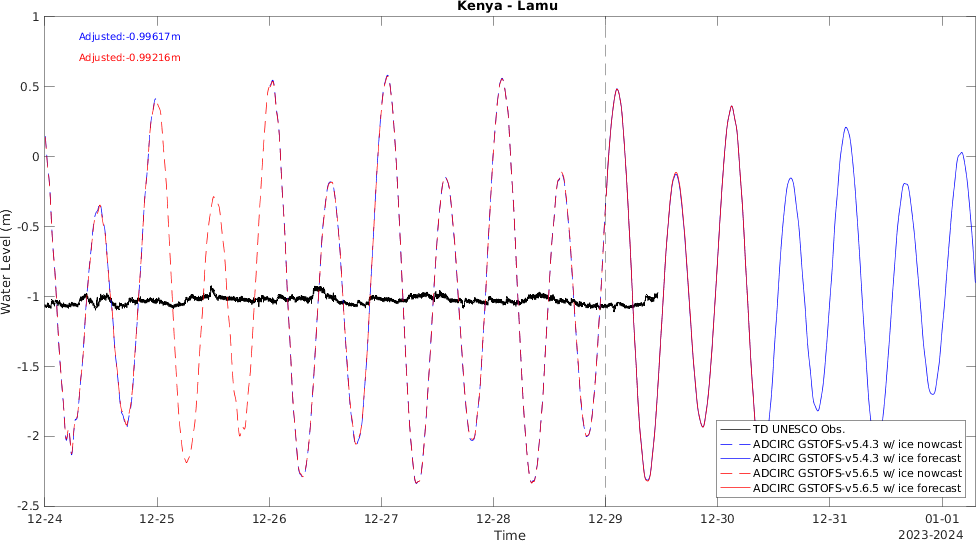 Kenya - Lamu
Adjusted:-0.99617m
Adjusted:-0.99216m
1
0.5
0
-0.5
-1
-1.5
-2
-2.5
Water Level (m)
TD UNESCO Obs.
ADCIRC GSTOFS-v5.4.3 w/ ice nowcast
ADCIRC GSTOFS-v5.4.3 w/ ice forecast
ADCIRC GSTOFS-v5.6.5 w/ ice nowcast
ADCIRC GSTOFS-v5.6.5 w/ ice forecast
12-24 12-25 12-26 12-27 12-28 12-29 12-30 12-31 01-01
Time
2023-2024